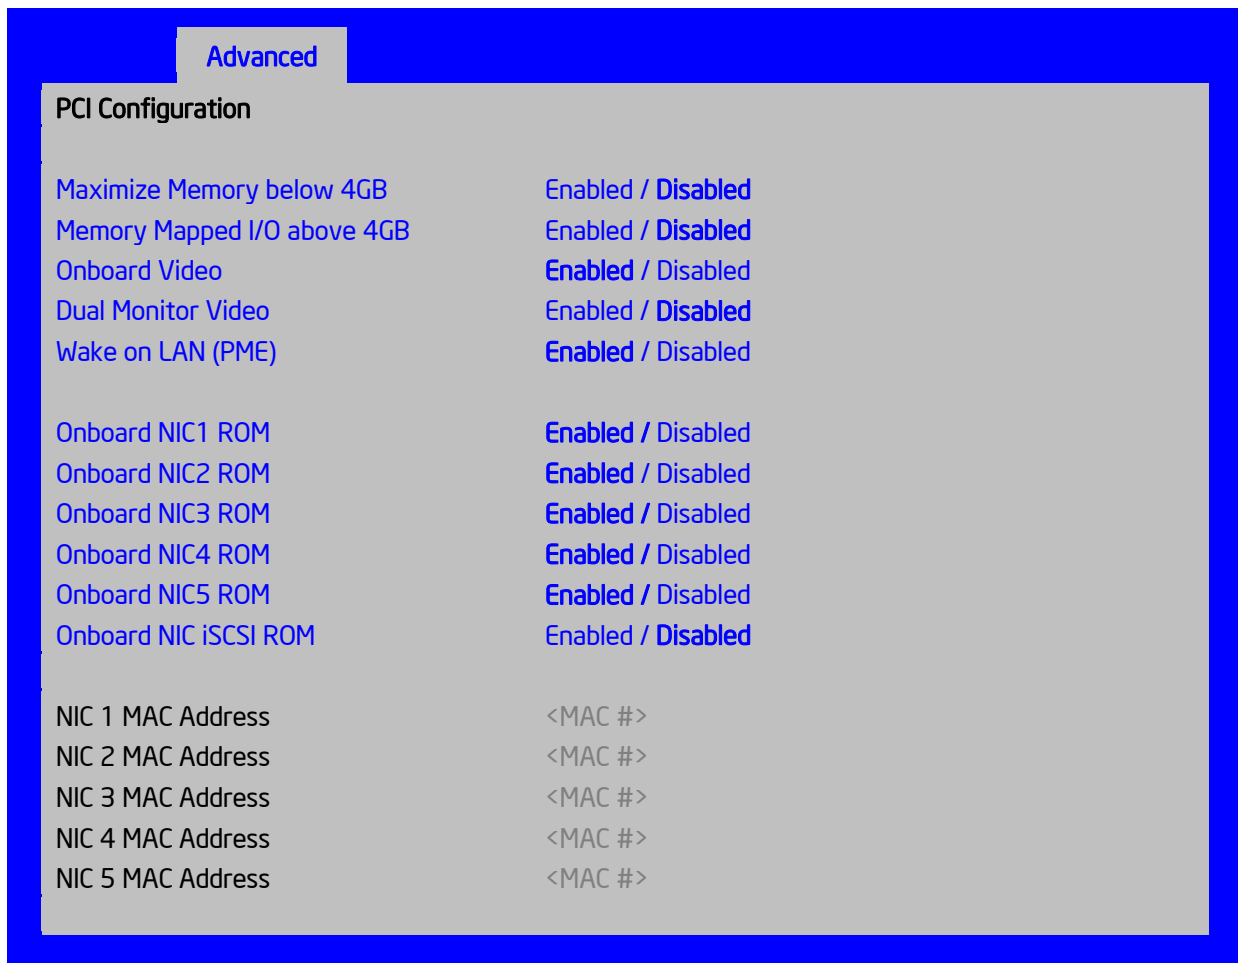 Advanced
PCI Configuration
Maximize Memory below 4GB Enabled / Disabled
Memory Mapped I/O above 4GB Enabled / Disabled
Onboard Video Enabled / Disabled
Dual Monitor Video Enabled / Disabled
Wake on LAN (PME) Enabled / Disabled
Onboard NIC1 ROM Enabled / Disabled
Onboard NIC2 ROM Enabled / Disabled
Onboard NIC3 ROM Enabled / Disabled
Onboard NIC4 ROM Enabled / Disabled
Onboard NIC5 ROM Enabled / Disabled
Onboard NIC iSCSI ROM Enabled / Disabled
NIC 1 MAC Address <MAC #>
NIC 2 MAC Address <MAC #>
NIC 3 MAC Address <MAC #>
NIC 4 MAC Address <MAC #>
NIC 5 MAC Address <MAC #>